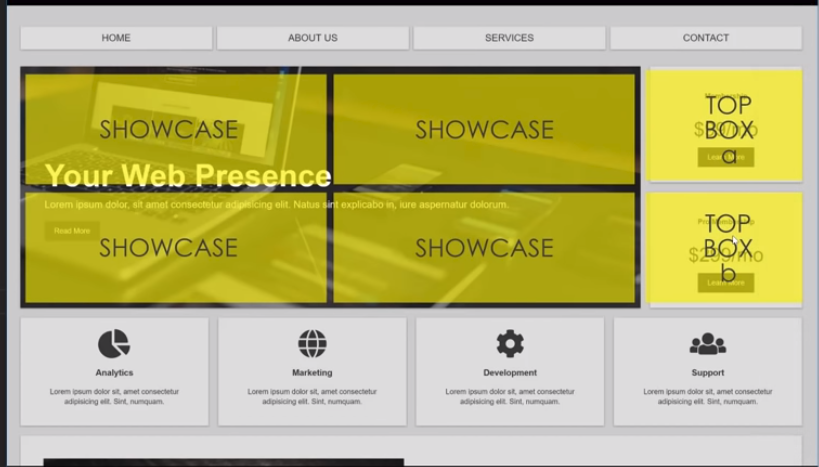 HOME
ABOUT US
SERVICES
CONTACT
SHOWCASE
SHOWCASE
Your Web Presence
Lorem ipsum dolor, sit amet consectetur adipisicing elit. Natus sint explicabo in, iure aspernatur dolorum.
Read More
SHOWCASE
SHOWCASE
TOP
BOX
a
Learn More
TOP
BOX
b
Learn More
Analytics
Lorem ipsum dolor sit, amet consectetur
adipisicing elit. Sint, numquam.
Marketing
Lorem ipsum dolor sit, amet consectetur
adipisicing elit. Sint, numquam.
Development
Lorem ipsum dolor sit, amet consectetur
adipisicing elit. Sint, numquam.
Support
Lorem ipsum dolor sit, amet consectetur
adipisicing elit. Sint, numquam.